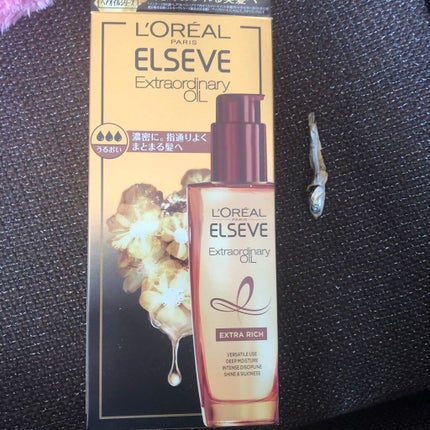 L'ORÉAL
PARIS
ELSEVE
Extraordinary
OIL
うるおい
濃密に。指通りよく
まとまる髪へ
L'ORÉAL
PARIS
ELSEVE
Extraordinary
OIL
EXTRA RICH
VERSATILE USE
DEEP MOISTURE
INTENSE DISCIPLINE
SHINE & SILKINESS